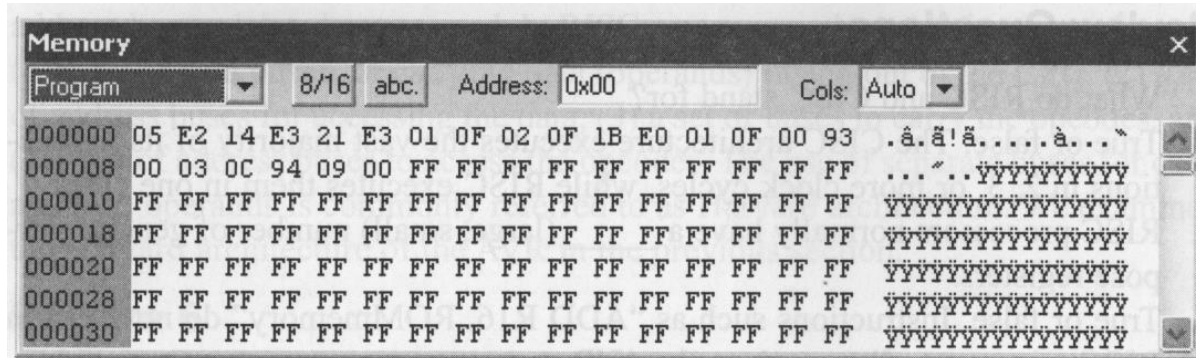 Memory
Program 8/16 abc. Address: 0x00 Cols: Auto
000000 05 E2 14 E3 21 E3 01 0F 02 0F 1B E0 01 0F 00 93 .â.ã!ã.....à...“
000008 00 03 0C 94 09 00 FF FF FF FF FF FF FF FF FF FF ...”..ÿÿÿÿÿÿÿÿÿÿ
000010 FF FF FF FF FF FF FF FF FF FF FF FF FF FF FF FF ÿÿÿÿÿÿÿÿÿÿÿÿÿÿÿÿ
000018 FF FF FF FF FF FF FF FF FF FF FF FF FF FF FF FF ÿÿÿÿÿÿÿÿÿÿÿÿÿÿÿÿ
000020 FF FF FF FF FF FF FF FF FF FF FF FF FF FF FF FF ÿÿÿÿÿÿÿÿÿÿÿÿÿÿÿÿ
000028 FF FF FF FF FF FF FF FF FF FF FF FF FF FF FF FF ÿÿÿÿÿÿÿÿÿÿÿÿÿÿÿÿ
000030 FF FF FF FF FF FF FF FF FF FF FF FF FF FF FF FF ÿÿÿÿÿÿÿÿÿÿÿÿÿÿÿÿ